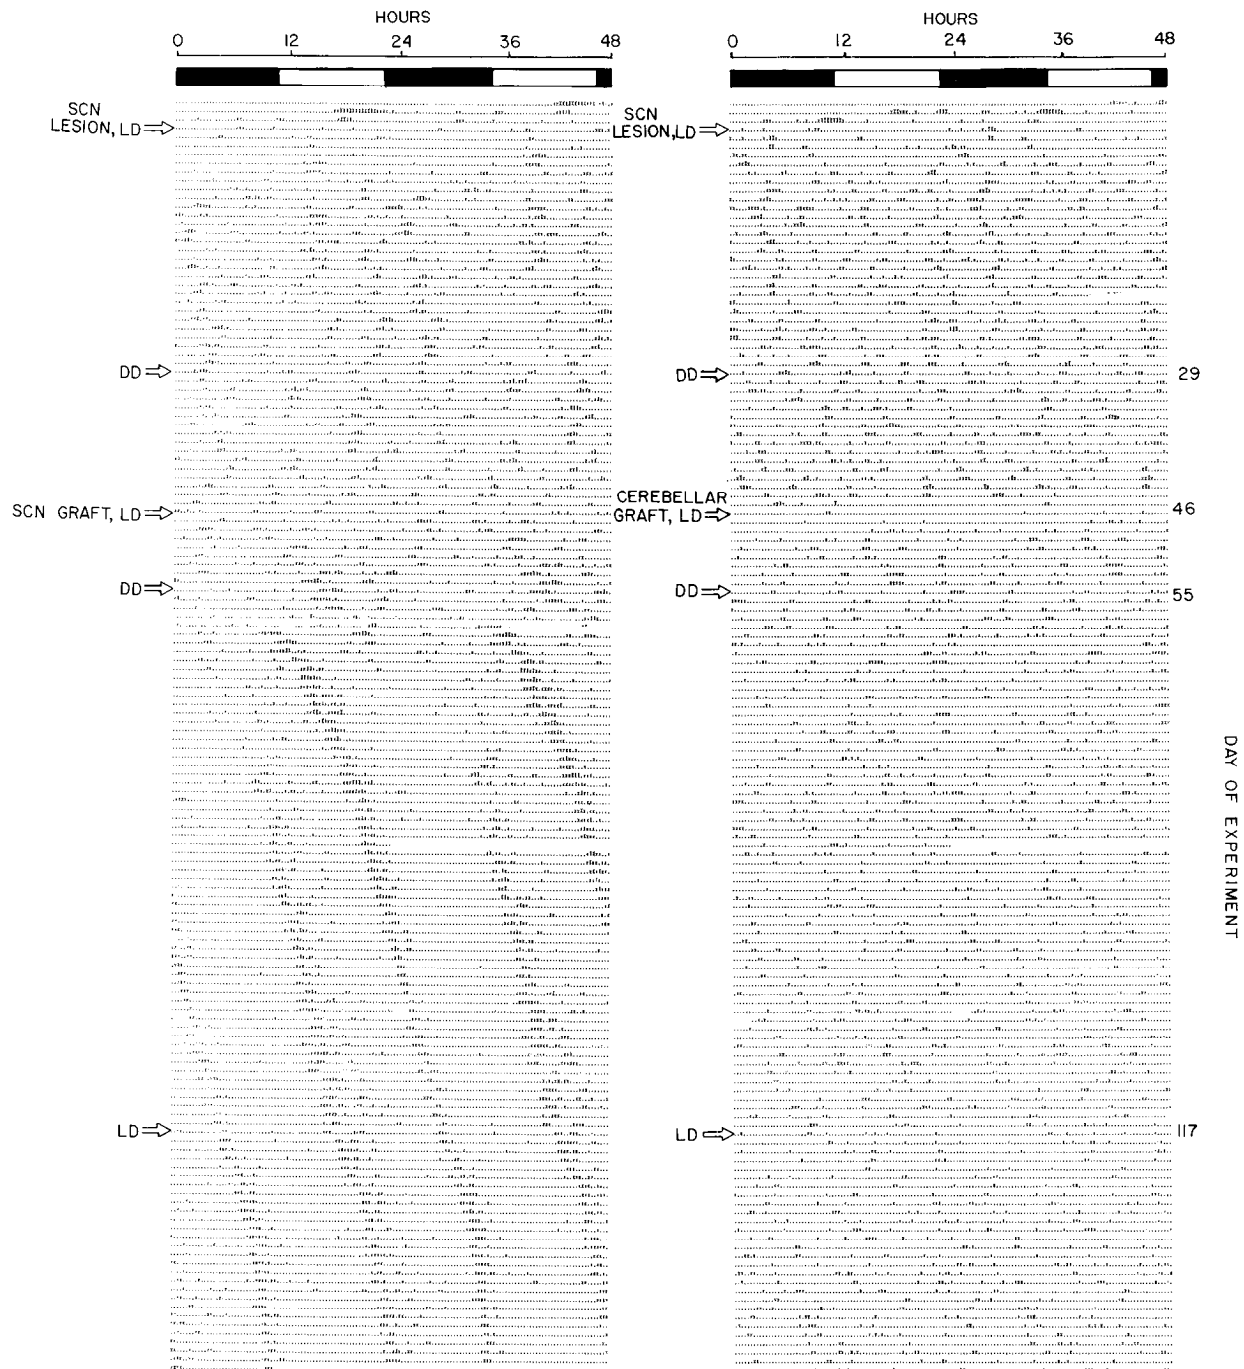 HOURS
0 12 24 36 48
HOURS
0 12 24 36 48
SCN
LESION, LD
SCN
LESION, LD
DD
DD
29
SCN GRAFT, LD
CEREBELLAR
GRAFT, LD
46
DD
DD
55
DAY OF EXPERIMENT
LD
LD
117